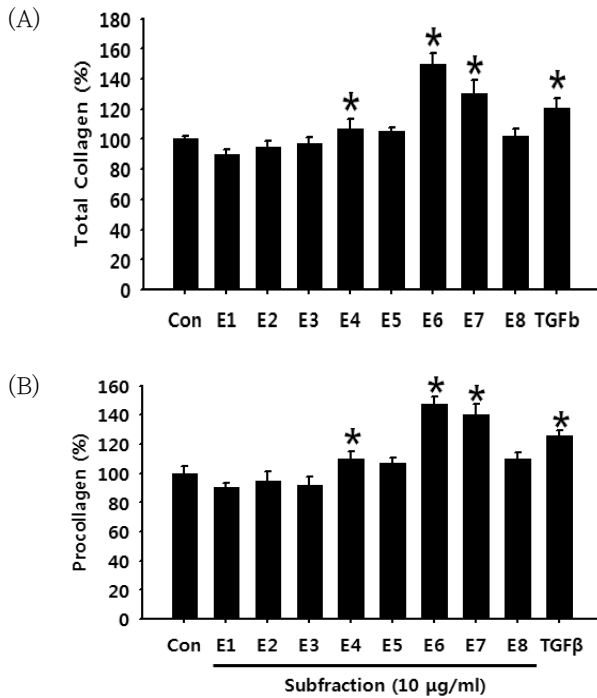 (A)
Total Collagen (%)
180
160
140
120
100
80
60
40
20
0
* * * *
Con E1 E2 E3 E4 E5 E6 E7 E8 TGFb
(B)
Procollagen (%)
160
140
120
100
80
60
40
20
0
* * * *
Con E1 E2 E3 E4 E5 E6 E7 E8 TGFβ
Subfraction (10 μg/ml)